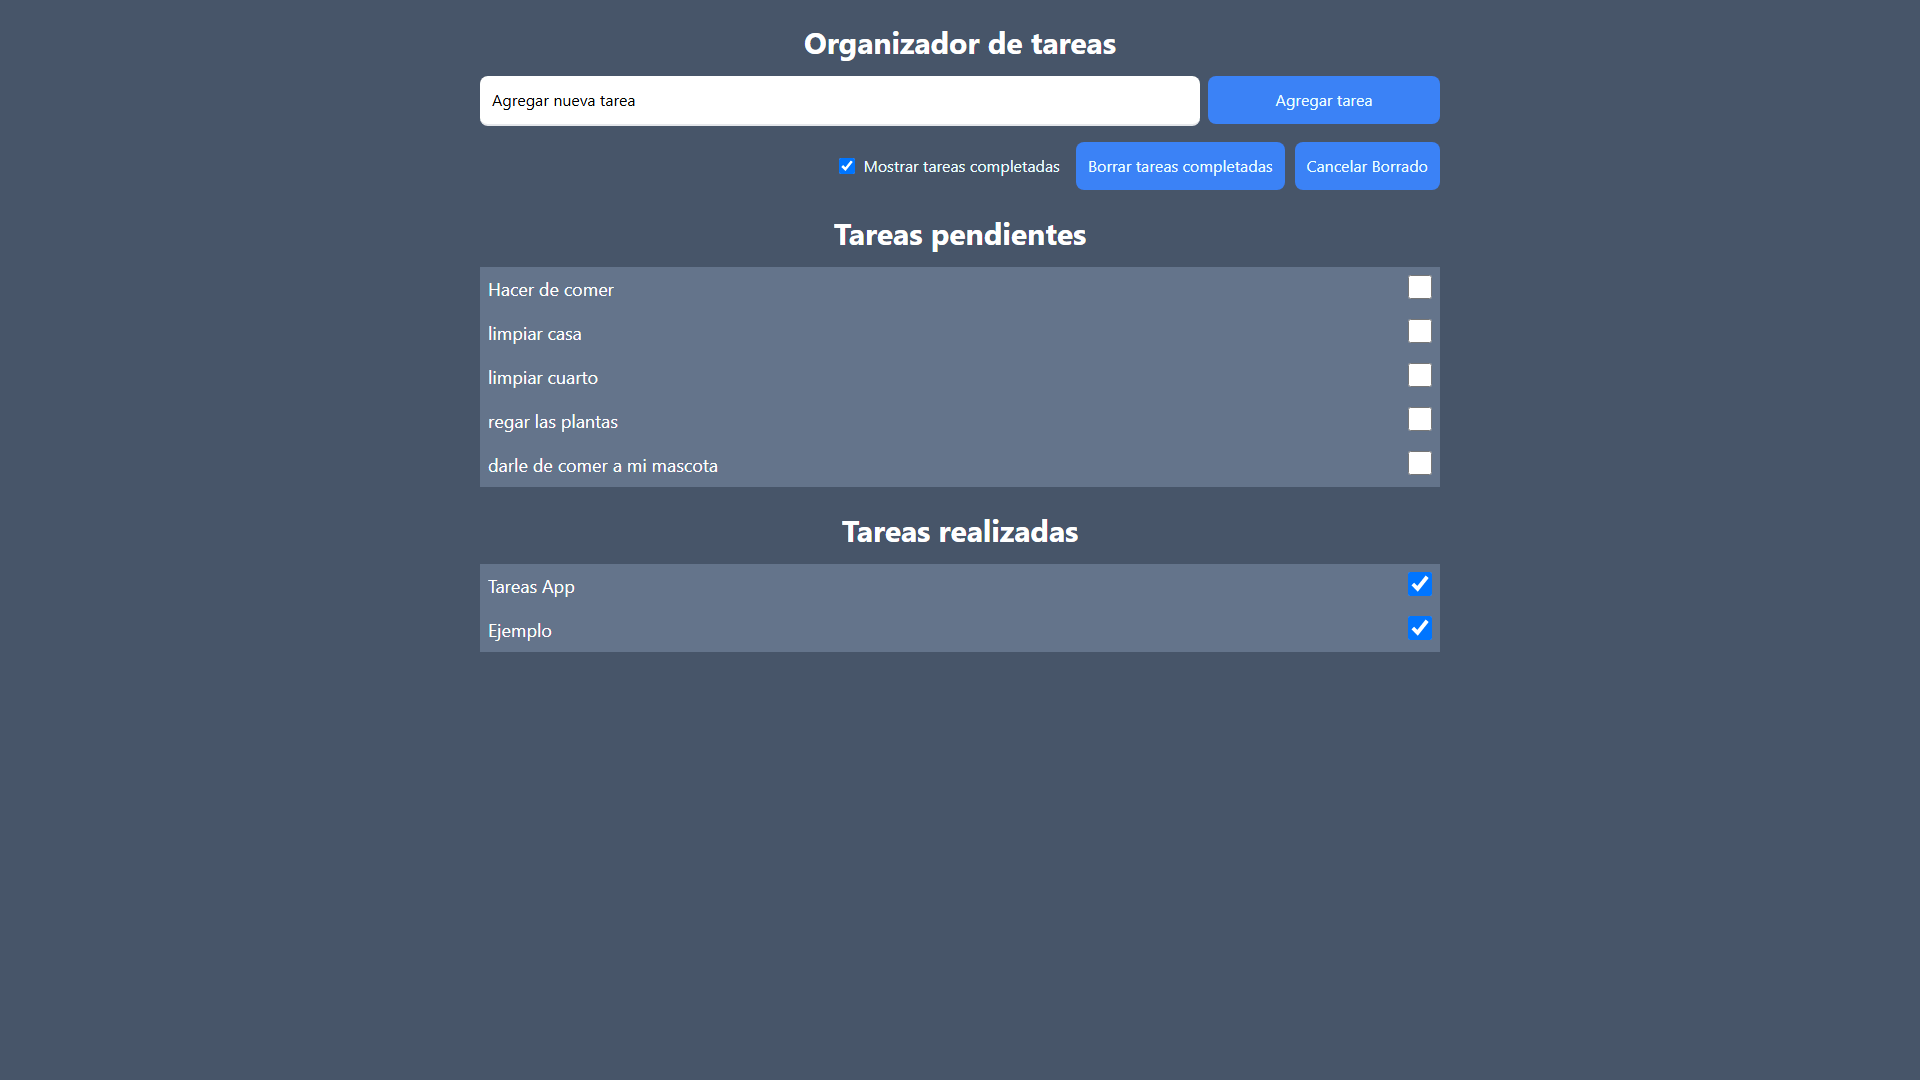 Organizador de tareas
Agregar nueva tarea
Agregar tarea
Mostrar tareas completadas
Borrar tareas completadas
Cancelar Borrado
Tareas pendientes
Hacer de comer
limpiar casa
limpiar cuarto
regar las plantas
darle de comer a mi mascota
Tareas realizadas
Tareas App
Ejemplo